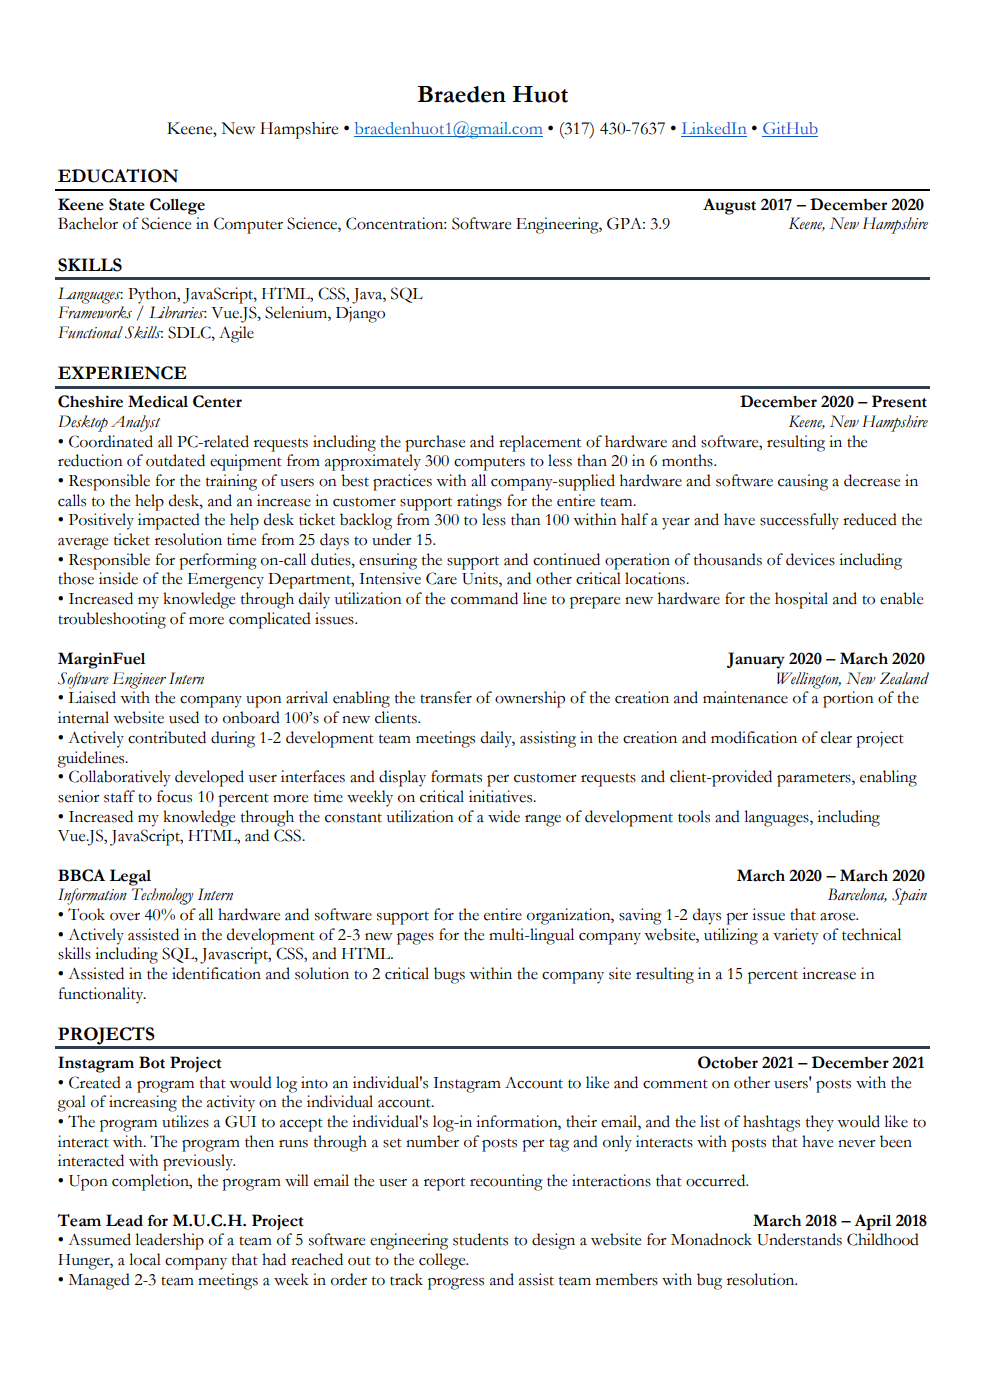 Braeden Huot
Keene, New Hampshire • braedenhuot1@gmail.com • (317) 430-7637 • LinkedIn • GitHub
EDUCATION
Keene State College August 2017 – December 2020
Bachelor of Science in Computer Science, Concentration: Software Engineering, GPA: 3.9 Keene, New Hampshire
SKILLS
Languages: Python, JavaScript, HTML, CSS, Java, SQL
Frameworks / Libraries: Vue.JS, Selenium, Django
Functional Skills: SDLC, Agile
EXPERIENCE
Cheshire Medical Center December 2020 – Present
Desktop Analyst Keene, New Hampshire
• Coordinated all PC-related requests including the purchase and replacement of hardware and software, resulting in the
reduction of outdated equipment from approximately 300 computers to less than 20 in 6 months.
• Responsible for the training of users on best practices with all company-supplied hardware and software causing a decrease in
calls to the help desk, and an increase in customer support ratings for the entire team.
• Positively impacted the help desk ticket backlog from 300 to less than 100 within half a year and have successfully reduced the
average ticket resolution time from 25 days to under 15.
• Responsible for performing on-call duties, ensuring the support and continued operation of thousands of devices including
those inside of the Emergency Department, Intensive Care Units, and other critical locations.
• Increased my knowledge through daily utilization of the command line to prepare new hardware for the hospital and to enable
troubleshooting of more complicated issues.
MarginFuel January 2020 – March 2020
Software Engineer Intern Wellington, New Zealand
• Liaised with the company upon arrival enabling the transfer of ownership of the creation and maintenance of a portion of the
internal website used to onboard 100's of new clients.
• Actively contributed during 1-2 development team meetings daily, assisting in the creation and modification of clear project
guidelines.
• Collaboratively developed user interfaces and display formats per customer requests and client-provided parameters, enabling
senior staff to focus 10 percent more time weekly on critical initiatives.
• Increased my knowledge through the constant utilization of a wide range of development tools and languages, including
Vue.JS, JavaScript, HTML, and CSS.
BBCA Legal March 2020 – March 2020
Information Technology Intern Barcelona, Spain
• Took over 40% of all hardware and software support for the entire organization, saving 1-2 days per issue that arose.
• Actively assisted in the development of 2-3 new pages for the multi-lingual company website, utilizing a variety of technical
skills including SQL, Javascript, CSS, and HTML.
• Assisted in the identification and solution to 2 critical bugs within the company site resulting in a 15 percent increase in
functionality.
PROJECTS
Instagram Bot Project October 2021 – December 2021
• Created a program that would log into an individual's Instagram Account to like and comment on other users' posts with the
goal of increasing the activity on the individual account.
• The program utilizes a GUI to accept the individual's log-in information, their email, and the list of hashtags they would like to
interact with. The program then runs through a set number of posts per tag and only interacts with posts that have never been
interacted with previously.
• Upon completion, the program will email the user a report recounting the interactions that occurred.
Team Lead for M.U.C.H. Project March 2018 – April 2018
• Assumed leadership of a team of 5 software engineering students to design a website for Monadnock Understands Childhood
Hunger, a local company that had reached out to the college.
• Managed 2-3 team meetings a week in order to track progress and assist team members with bug resolution.